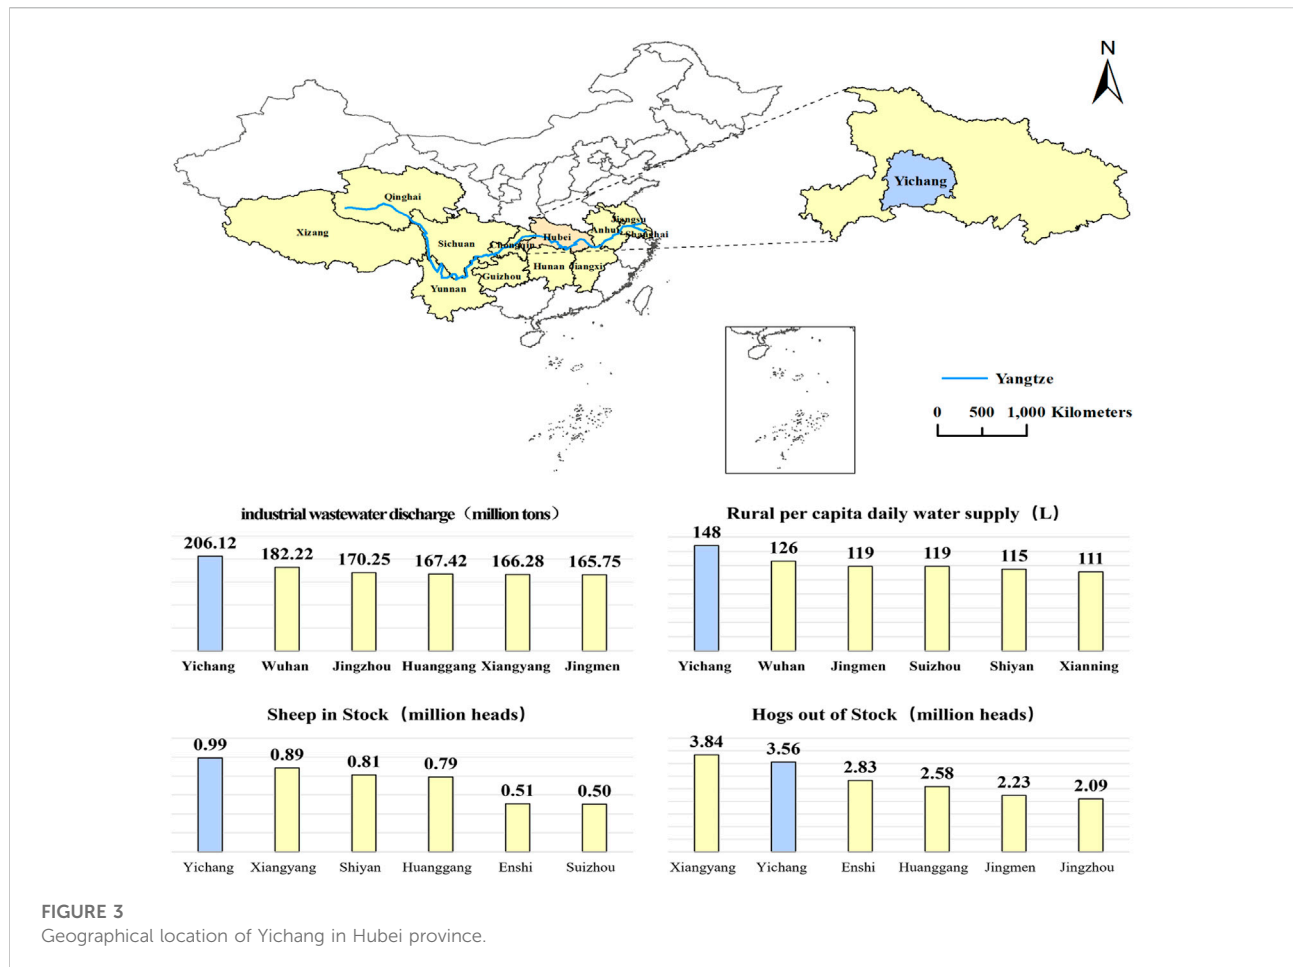 N
Qinghai
Xizang
Sichuan
Chongqin
Hubei
Anhui
Jiangsu
Shanghai
Yunnan
Guizhou
Hunan
Jiangxi
Yichang
Yangtze
0 500 1,000 Kilometers
industrial wastewater discharge（million tons）
206.12 182.22 170.25 167.42 166.28 165.75
Yichang Wuhan Jingzhou Huanggang Xiangyang Jingmen
Rural per capita daily water supply（L）
148 126 119 119 115 111
Yichang Wuhan Jingmen Suizhou Shiyan Xianning
Sheep in Stock（million heads）
0.99 0.89 0.81 0.79 0.51 0.50
Yichang Xiangyang Shiyan Huanggang Enshi Suizhou
Hogs out of Stock（million heads）
3.84 3.56 2.83 2.58 2.23 2.09
Xiangyang Yichang Enshi Huanggang Jingmen Jingzhou
FIGURE 3
Geographical location of Yichang in Hubei province.